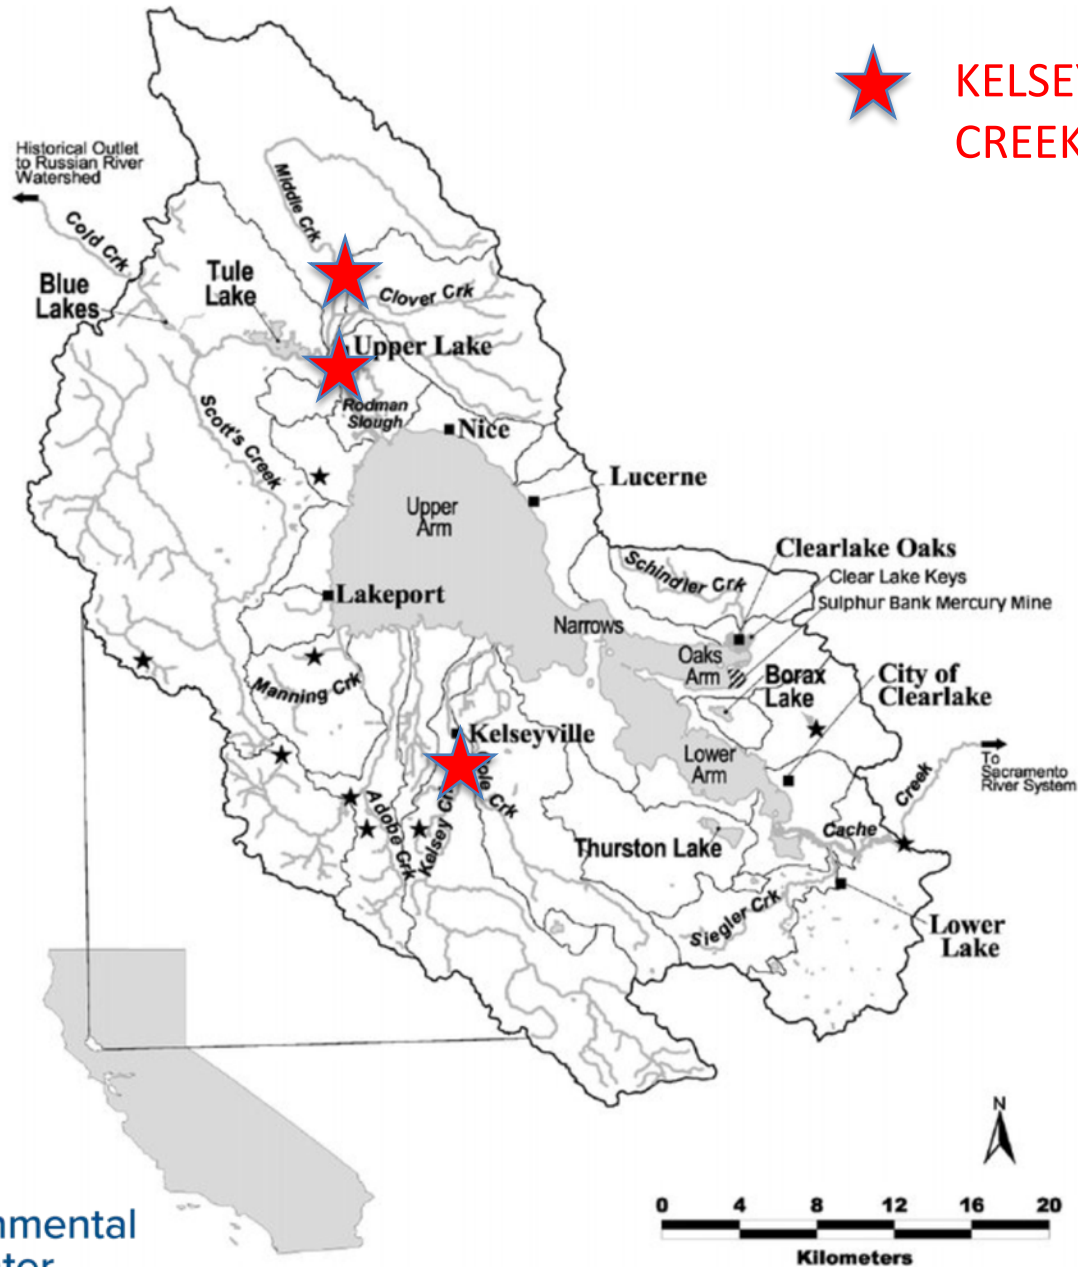 KELSEY
CREEK
Historical Outlet
to Russian River
Watershed
Cold Crk
Middle Crk
Blue
Lakes
Tule
Lake
Clover Crk
Upper Lake
Rodman
Slough
Scott's Creek
Nice
Lucerne
Upper
Arm
Clearlake Oaks
Clear Lake Keys
Sulphur Bank Mercury Mine
Schindler Crk
Lakeport
Narrows
Oaks
Arm
Borax
Lake
City of
Clearlake
Manning Crk
Kelseyville
Lower
Arm
To
Sacramento
River System
Creek
Cache
Adobe Crk
Kelsey Crk
ole Crk
Thurston Lake
Siegler Crk
Lower
Lake
N
0 4 8 12 16 20
Kilometers
nmental